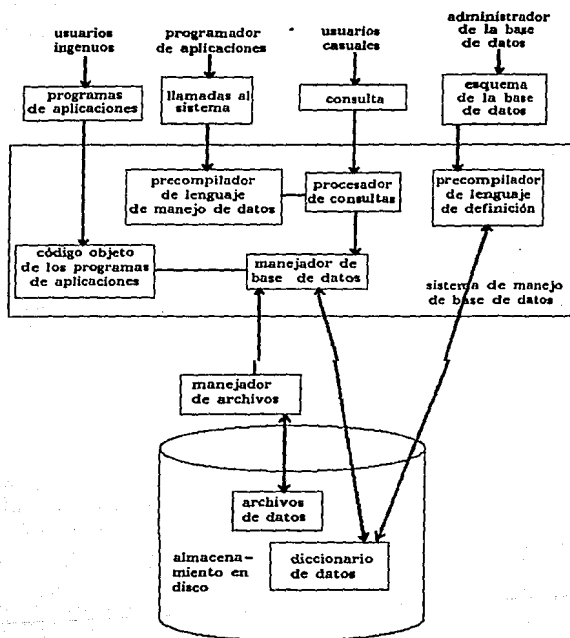 usuarios
ingenuos
programador
de aplicaciones
usuarios
casuales
administrador
de la base
de datos
programas
de aplicaciones
llamadas al
sistema
consulta
esquema
de la base
de datos
precompilador
de lenguaje
de manejo de datos
procesador
de consultas
precompilador
de lenguaje
de definición
código objeto
de los programas
de aplicaciones
manejador de
base de datos
sistema de manejo
de base de datos
manejador
de archivos
archivos
de datos
almacena-
miento en
disco
diccionario
de datos